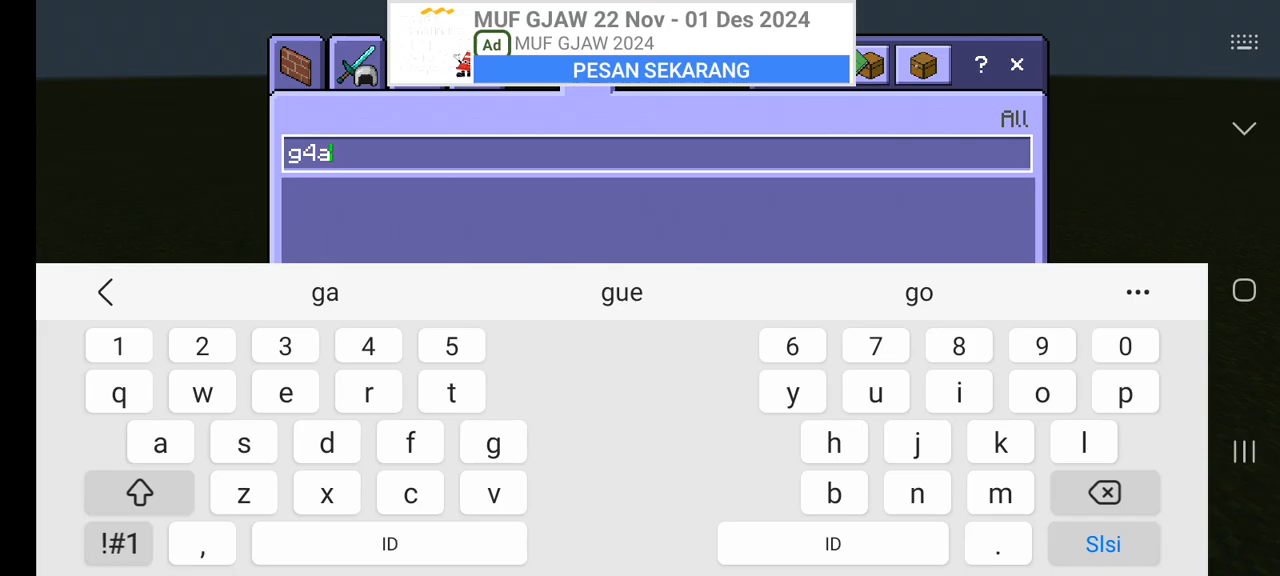 MUF GJAW 22 Nov - 01 Des 2024
Ad MUF GJAW 2024
PESAN SEKARANG
? ×
All
g4a
ga gue go ...
1 2 3 4 5 6 7 8 9 0
q w e r t y u i o p
a s d f g h j k l
z x c v b n m
!#1 , ID ID . Slsi